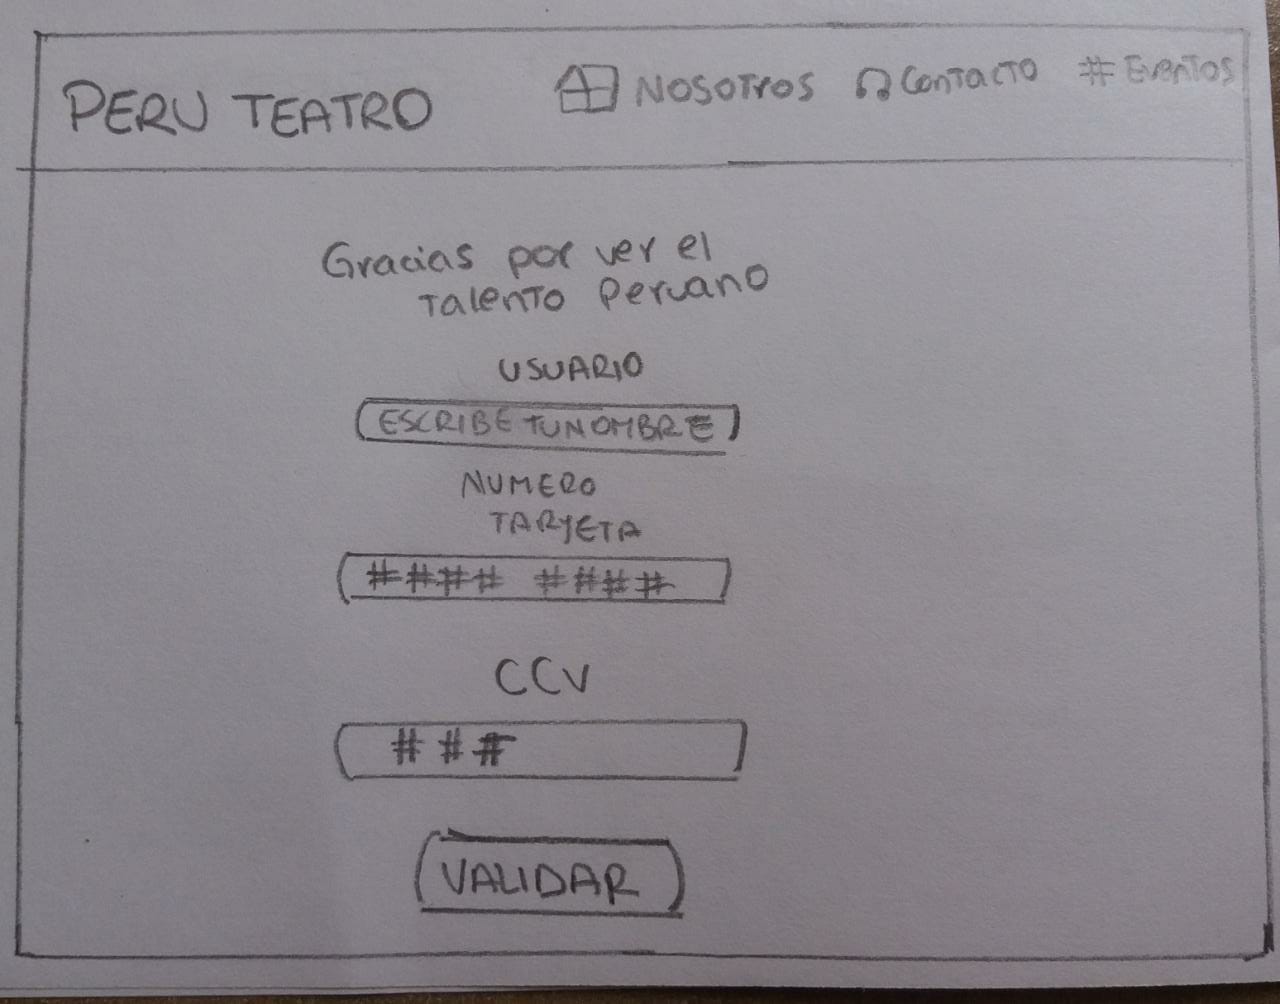 PERU TEATRO
NOSOTROS Contacto # Eventos
Gracias por ver el
Talento Peruano
USUARIO
ESCRIBE TU NOMBRE
NUMERO
TARJETA
#### ####
CCV
###
VALIDAR